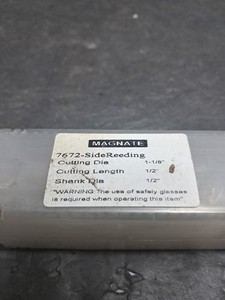 MAGNATE
7672-SideReeding
Cutting Dia 1-1/8"
Cutting Length 1/2"
Shank Dia 1/2"
"WARNING: The use of safety glasses
is required when operating this item"